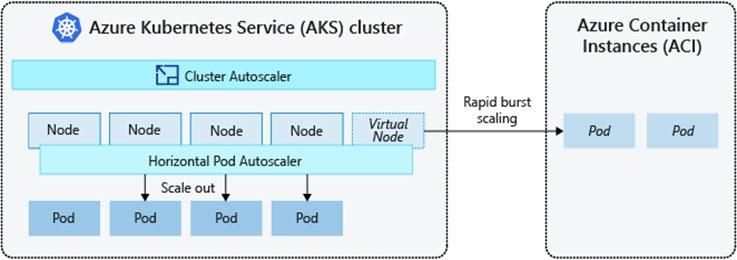 Azure Kubernetes Service (AKS) cluster
Azure Container
Instances (ACI)
Cluster Autoscaler
Node
Node
Node
Node
Virtual
Node
Rapid burst
scaling
Pod
Pod
Horizontal Pod Autoscaler
Scale out
Pod
Pod
Pod
Pod